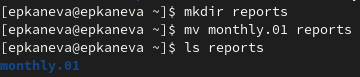 [epkaneva@epkaneva ~]$ mkdir reports
[epkaneva@epkaneva ~]$ mv monthly.01 reports
[epkaneva@epkaneva ~]$ ls reports
monthly.01